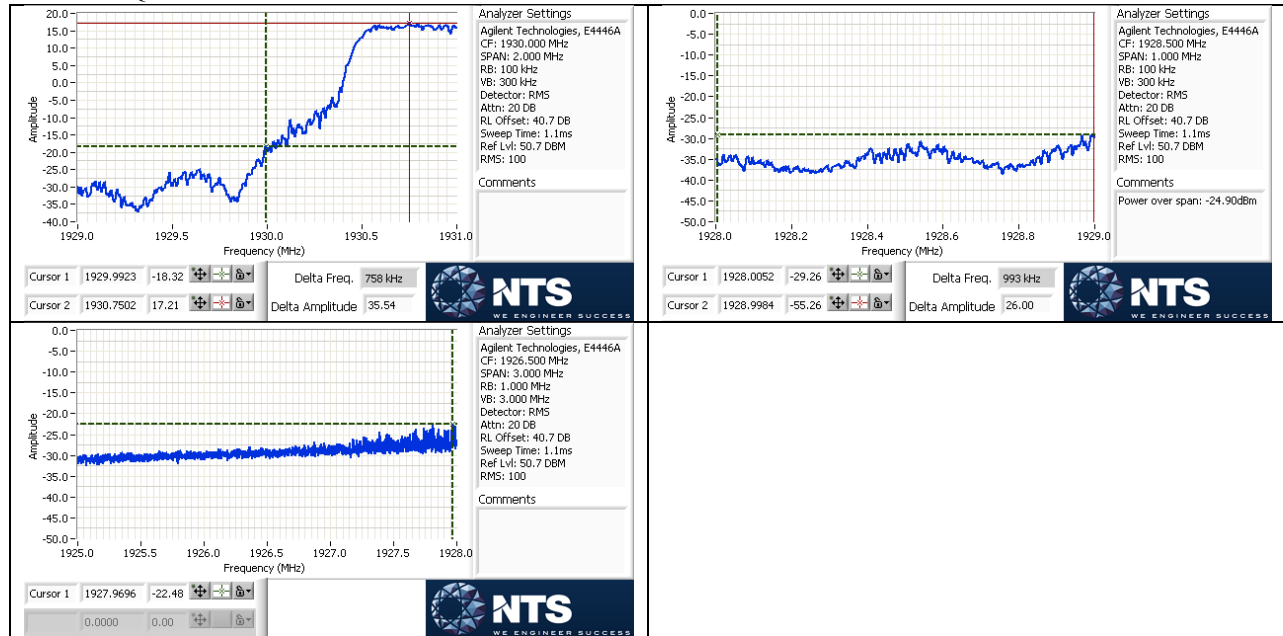 20.0
15.0
10.0
5.0
0.0
-5.0
-10.0
-15.0
-20.0
-25.0
-30.0
-35.0
-40.0
Amplitude
1929.0 1929.5 1930.0 1930.5 1931.0
Frequency (MHz)
Analyzer Settings
Agilent Technologies, E4446A
CF: 1930.000 MHz
SPAN: 2.000 MHz
RB: 100 kHz
VB: 300 kHz
Detector: RMS
Attn: 20 DB
RL Offset: 40.7 DB
Sweep Time: 1.1ms
Ref Lvl: 50.7 DBM
RMS: 100
Comments
Cursor 1 1929.9923 -18.32
Cursor 2 1930.7502 17.21
Delta Freq. 758 kHz
Delta Amplitude 35.54
NTS
WE ENGINEER SUCCESS
0.0
-5.0
-10.0
-15.0
-20.0
-25.0
-30.0
-35.0
-40.0
-45.0
-50.0
Amplitude
1928.0 1928.2 1928.4 1928.6 1928.8 1929.0
Frequency (MHz)
Analyzer Settings
Agilent Technologies, E4446A
CF: 1928.500 MHz
SPAN: 1.000 MHz
RB: 100 kHz
VB: 300 kHz
Detector: RMS
Attn: 20 DB
RL Offset: 40.7 DB
Sweep Time: 1.1ms
Ref Lvl: 50.7 DBM
RMS: 100
Comments
Power over span: -24.90dBm
Cursor 1 1928.0052 -29.26
Cursor 2 1928.9984 -55.26
Delta Freq. 993 kHz
Delta Amplitude 26.00
NTS
WE ENGINEER SUCCESS
0.0
-5.0
-10.0
-15.0
-20.0
-25.0
-30.0
-35.0
-40.0
-45.0
-50.0
Amplitude
1925.0 1925.5 1926.0 1926.5 1927.0 1927.5 1928.0
Frequency (MHz)
Analyzer Settings
Agilent Technologies, E4446A
CF: 1926.500 MHz
SPAN: 3.000 MHz
RB: 1.000 MHz
VB: 3.000 MHz
Detector: RMS
Attn: 20 DB
RL Offset: 40.7 DB
Sweep Time: 1.1ms
Ref Lvl: 50.7 DBM
RMS: 100
Comments
Cursor 1 1927.9696 -22.48
0.0000 0.00
NTS
WE ENGINEER SUCCESS